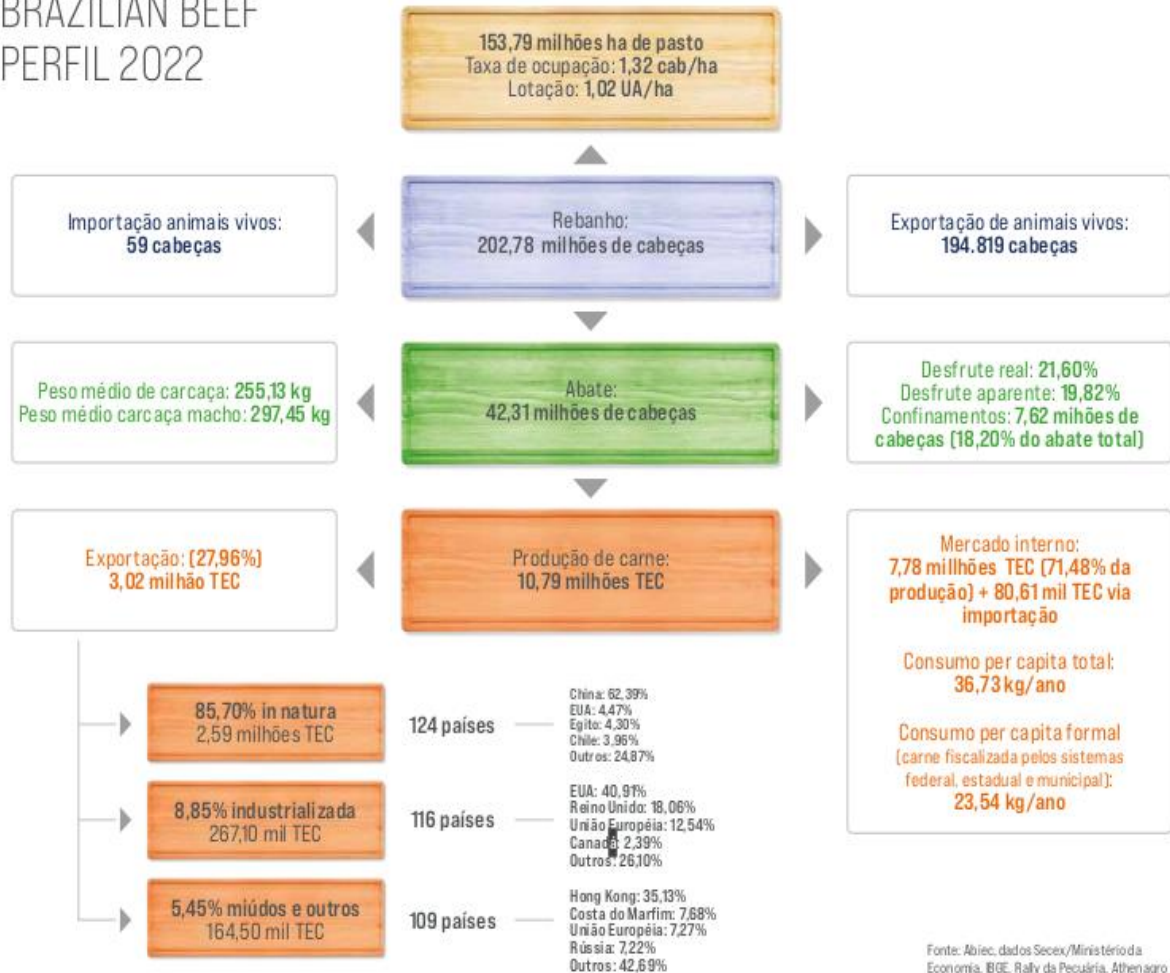 BRAZILIAN BEEF
PERFIL 2022
153,79 milhões ha de pasto
Taxa de ocupação: 1,32 cab/ha
Lotação: 1,02 UA/ha
Importação animais vivos:
59 cabeças
Rebanho:
202,78 milhões de cabeças
Exportação de animais vivos:
194.819 cabeças
Peso médio de carcaça: 255,13 kg
Peso médio carcaça macho: 297,45 kg
Abate:
42,31 milhões de cabeças
Desfrute real: 21,60%
Desfrute aparente: 19,82%
Confinamentos: 7,62 mihões de
cabeças (18,20% do abate total)
Exportação: (27,96%)
3,02 milhão TEC
Produção de carne:
10,79 milhões TEC
Mercado interno:
7,78 millhões TEC (71,48% da
produção) + 80,61 mil TEC via
importação
Consumo per capita total:
36,73 kg/ano
Consumo per capita formal
(carne fiscalizada pelos sistemas
federal, estadual e municipal):
23,54 kg/ano
85,70% in natura
2,59 milhões TEC
124 países
China: 62,39%
EUA: 4,47%
Egito: 4,30%
Chile: 3,96%
Outros: 24,87%
8,85% industrializada
267,10 mil TEC
116 países
EUA: 40,91%
Reino Unido: 18,06%
União Européia: 12,54%
Canadá: 2,39%
Outros: 26,10%
5,45% miúdos e outros
164,50 mil TEC
109 países
Hong Kong: 35,13%
Costa do Marfim: 7,68%
União Européia: 7,27%
Rússia: 7,22%
Outros: 42,69%
Fonte: Abiec, dados Secex/Ministério da
Economia, IBGE, Rally da Pecuária, Athenagro